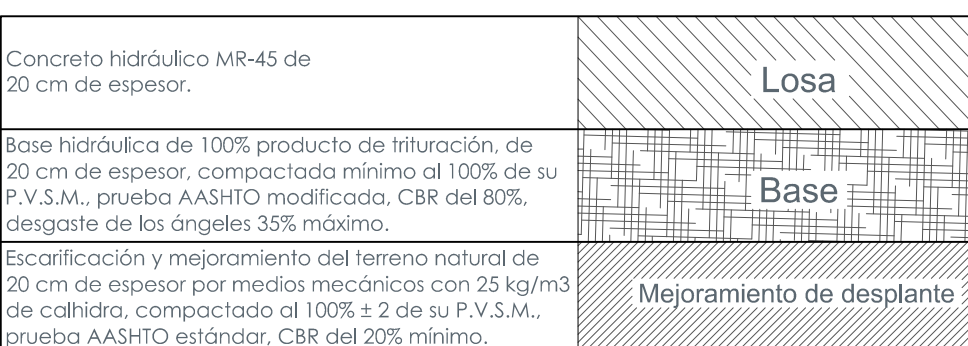 Concreto hidráulico MR-45 de
20 cm de espesor.
Losa
Base hidráulica de 100% producto de trituración, de
20 cm de espesor, compactada mínimo al 100% de su
P.V.S.M., prueba AASHTO modificada, CBR del 80%,
desgaste de los ángeles 35% máximo.
Base
Escarificación y mejoramiento del terreno natural de
20 cm de espesor por medios mecánicos con 25 kg/m3
de calhidra, compactado al 100% ± 2 de su P.V.S.M.,
prueba AASHTO estándar, CBR del 20% mínimo.
Mejoramiento de desplante